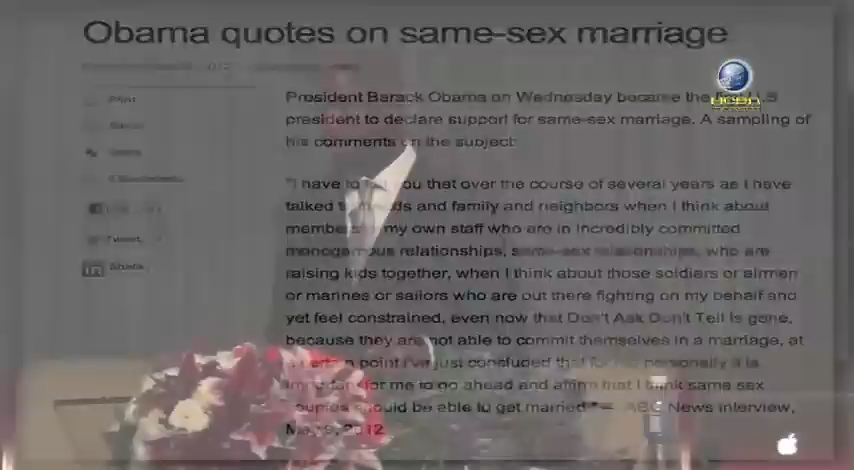 Obama quotes on same-sex marriage
Print
President Barack Obama on Wednesday became the first U.S
president to declare support for same-sex marriage. A sampling of
his comments on the subject:
"I have to tell you that over the course of several years as I have
talked to friends and family and neighbors when I think about
members of my own staff who are in incredibly committed
monogamous relationships, same-sex relationships, who are
raising kids together, when I think about those soldiers or airmen
or marines or sailors who are out there fighting on my behalf and
yet feel constrained, even now that Don't Ask Don't Tell is gone,
because they are not able to commit themselves in a marriage, at
a certain point I've just concluded that for me personally it is
important for me to go ahead and affirm that I think same sex
couples should be able to get married" — ABC News interview,
May 9, 2012
Tweet
Share